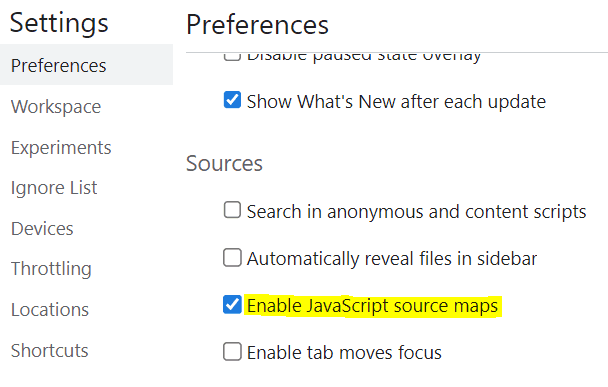 Settings
Preferences
Workspace
Experiments
Ignore List
Devices
Throttling
Locations
Shortcuts
Preferences
Disable paused state overlay
Show What's New after each update
Sources
Search in anonymous and content scripts
Automatically reveal files in sidebar
Enable JavaScript source maps
Enable tab moves focus